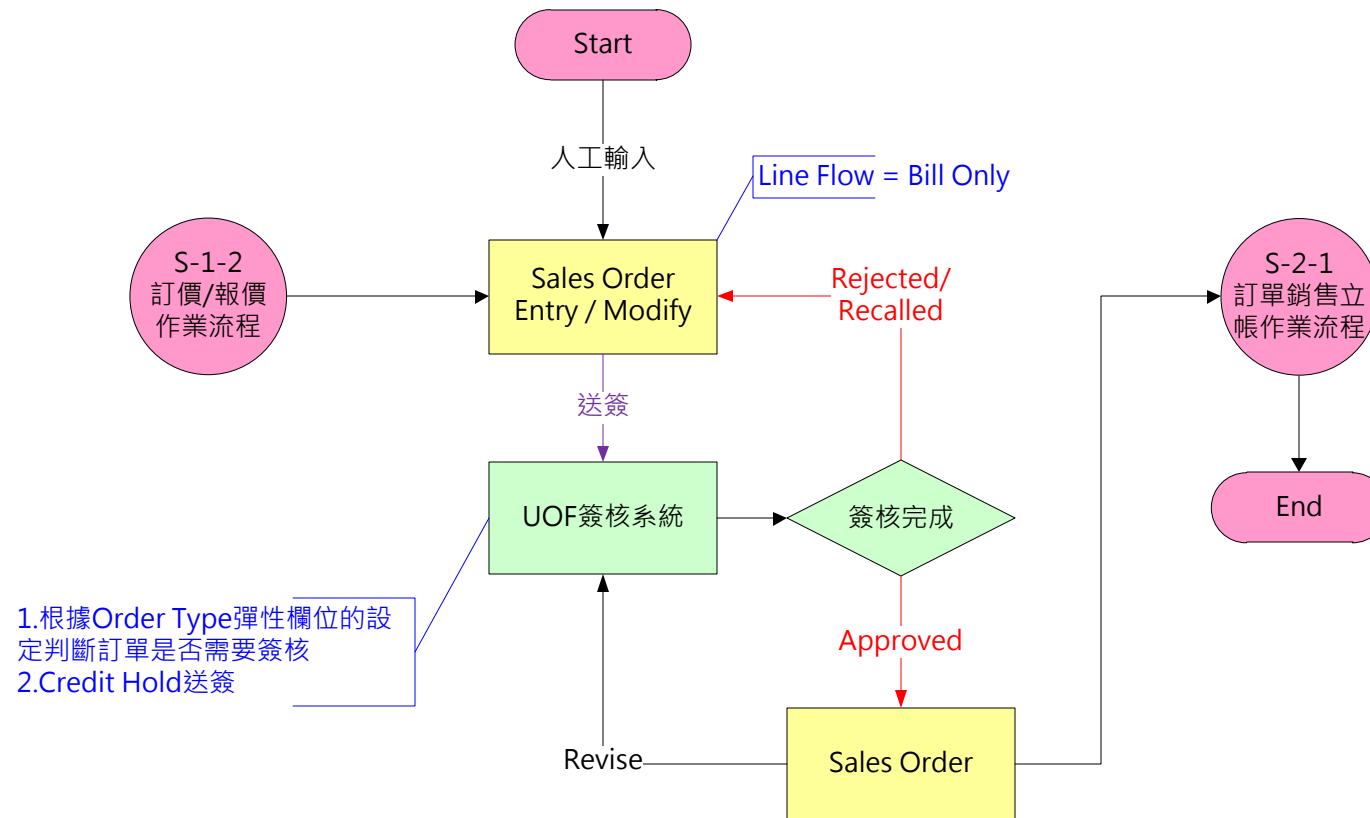 Start
人工輸入
Line Flow = Bill Only
S-1-2
訂價/報價
作業流程
Sales Order
Entry / Modify
Rejected/
Recalled
S-2-1
訂單銷售立
帳作業流程
送簽
UOF簽核系統
簽核完成
End
1.根據Order Type彈性欄位的設
定判斷訂單是否需要簽核
2.Credit Hold送簽
Approved
Revise
Sales Order